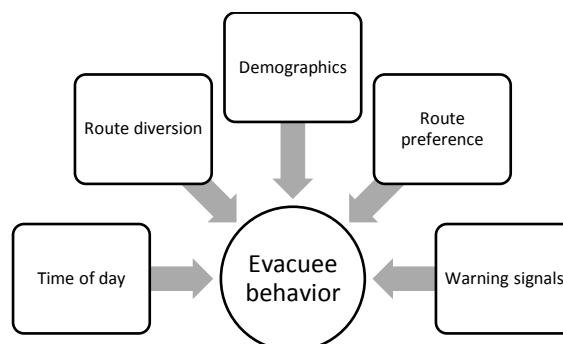 Demographics
Route diversion
Route
preference
Time of day
Evacuee
behavior
Warning signals